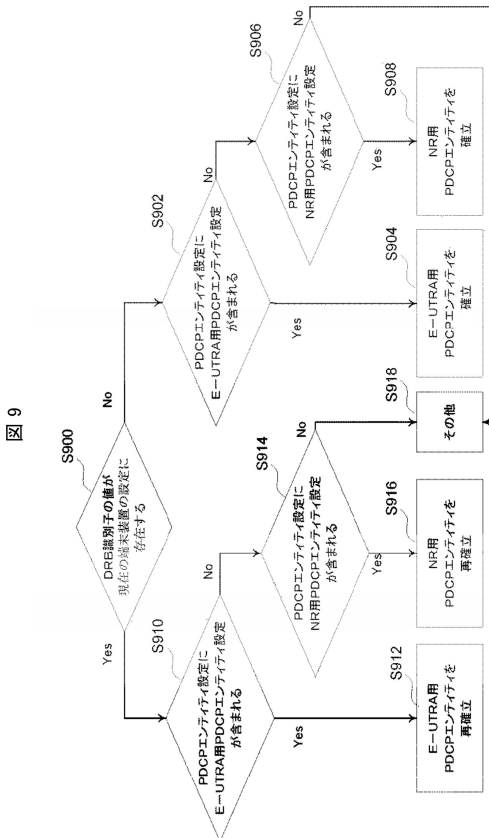 図 9
S900
DRB識別子の値が
現在の端末装置の設定に
存在する
Yes
No
S910
PDCPエンティティ設定に
E－UTRA用PDCPエンティティ設定
が含まれる
No
Yes
S902
PDCPエンティティ設定に
E－UTRA用PDCPエンティティ設定
が含まれる
No
Yes
S914
PDCPエンティティ設定に
NR用PDCPエンティティ設定
が含まれる
No
Yes
S906
PDCPエンティティ設定に
NR用PDCPエンティティ設定
が含まれる
No
Yes
S912
E－UTRA用
PDCPエンティティを
再確立
S916
NR用
PDCPエンティティを
再確立
S918
その他
S904
E－UTRA用
PDCPエンティティを
確立
S908
NR用
PDCPエンティティを
確立